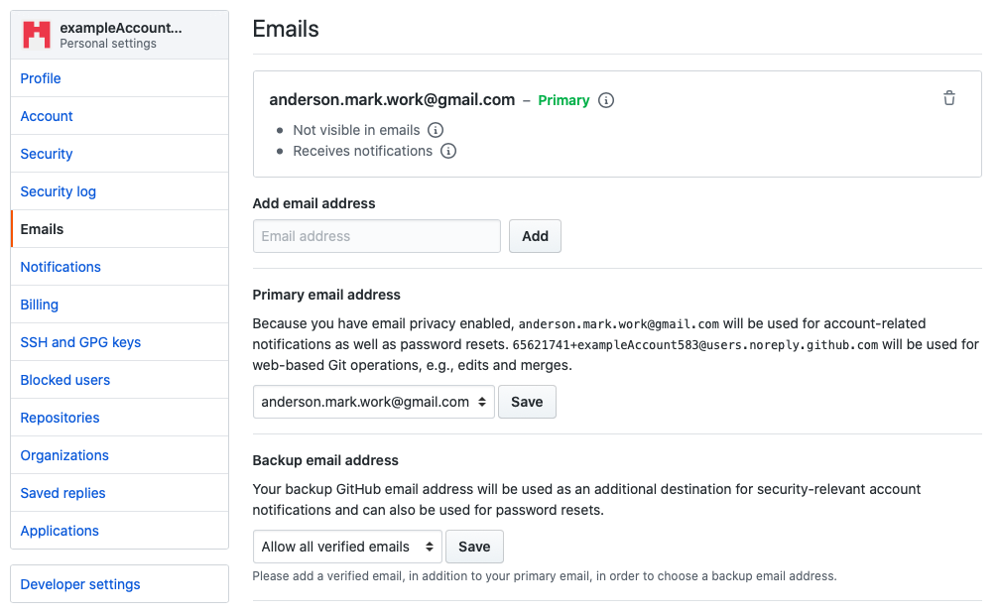 exampleAccount...
Personal settings
Profile
Account
Security
Security log
Emails
Notifications
Billing
SSH and GPG keys
Blocked users
Repositories
Organizations
Saved replies
Applications
Developer settings
Emails
anderson.mark.work@gmail.com – Primary
Not visible in emails
Receives notifications
Add email address
Email address
Add
Primary email address
Because you have email privacy enabled, anderson.mark.work@gmail.com will be used for account-related
notifications as well as password resets. 65621741+exampleAccount583@users.noreply.github.com will be used for
web-based Git operations, e.g., edits and merges.
anderson.mark.work@gmail.com
Save
Backup email address
Your backup GitHub email address will be used as an additional destination for security-relevant account
notifications and can also be used for password resets.
Allow all verified emails
Save
Please add a verified email, in addition to your primary email, in order to choose a backup email address.